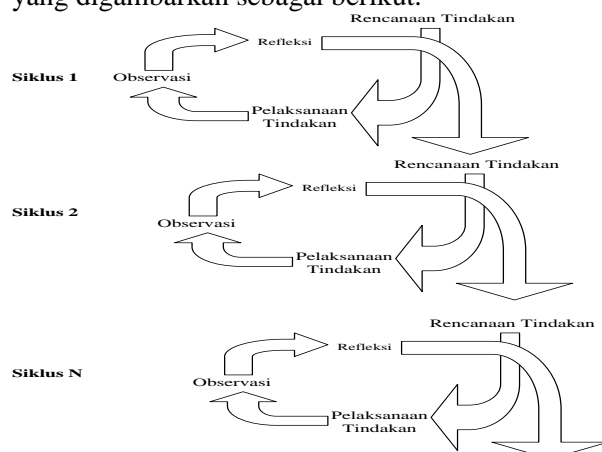 yang digambarkan sebagai berikut:
Rencanaan Tindakan
Refleksi
Siklus 1
Observasi
Pelaksanaan
Tindakan
Rencanaan Tindakan
Refleksi
Siklus 2
Observasi
Pelaksanaan
Tindakan
Rencanaan Tindakan
Refleksi
Siklus N
Observasi
Pelaksanaan
Tindakan